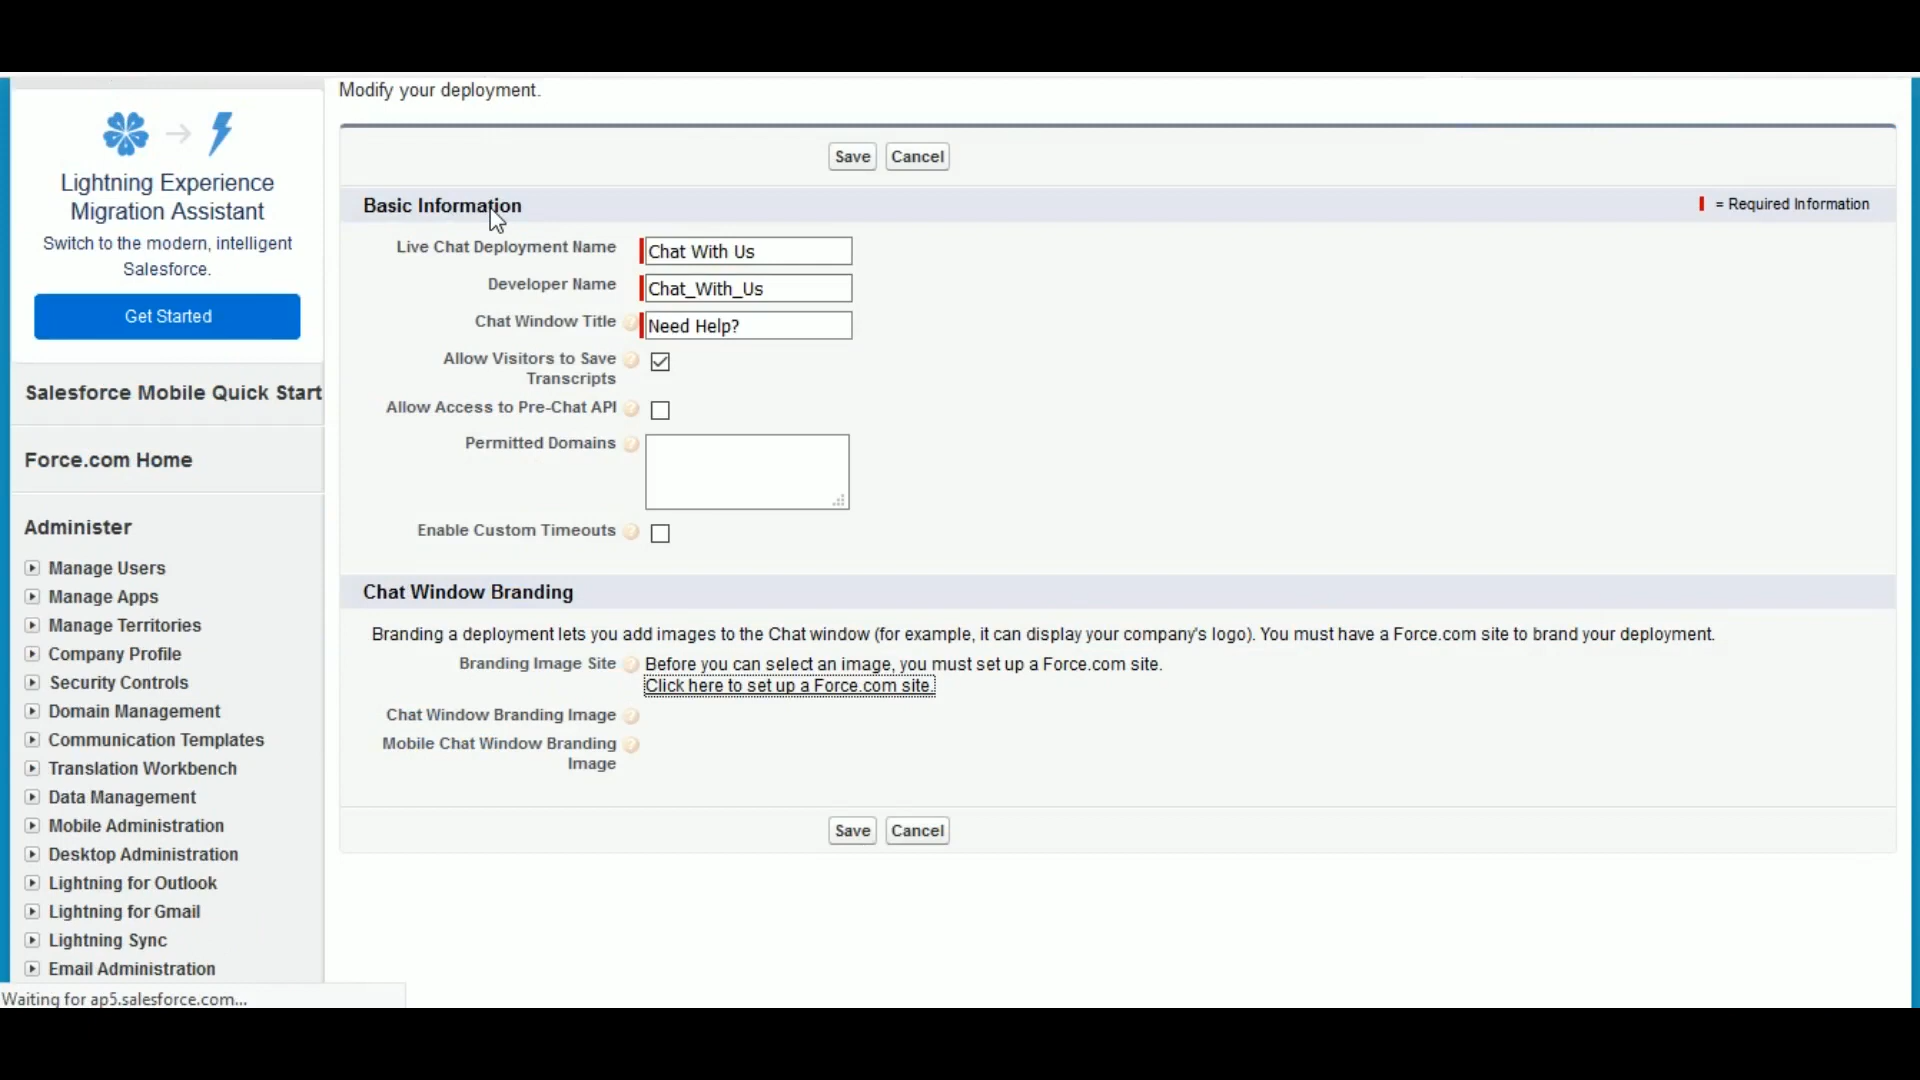 Modify your deployment.
Lightning Experience
Migration Assistant
Switch to the modern, intelligent
Salesforce.
Get Started
Salesforce Mobile Quick Start
Force.com Home
Administer
Manage Users
Manage Apps
Manage Territories
Company Profile
Security Controls
Domain Management
Communication Templates
Translation Workbench
Data Management
Mobile Administration
Desktop Administration
Lightning for Outlook
Lightning for Gmail
Lightning Sync
Email Administration
Waiting for ap5.salesforce.com...
Save Cancel
Basic Information
= Required Information
Live Chat Deployment Name Chat With Us
Developer Name Chat_With_Us
Chat Window Title Need Help?
Allow Visitors to Save
Transcripts
Allow Access to Pre-Chat API
Permitted Domains
Enable Custom Timeouts
Chat Window Branding
Branding a deployment lets you add images to the Chat window (for example, it can display your company's logo). You must have a Force.com site to brand your deployment.
Branding Image Site Before you can select an image, you must set up a Force.com site.
Click here to set up a Force.com site.
Chat Window Branding Image
Mobile Chat Window Branding
Image
Save Cancel